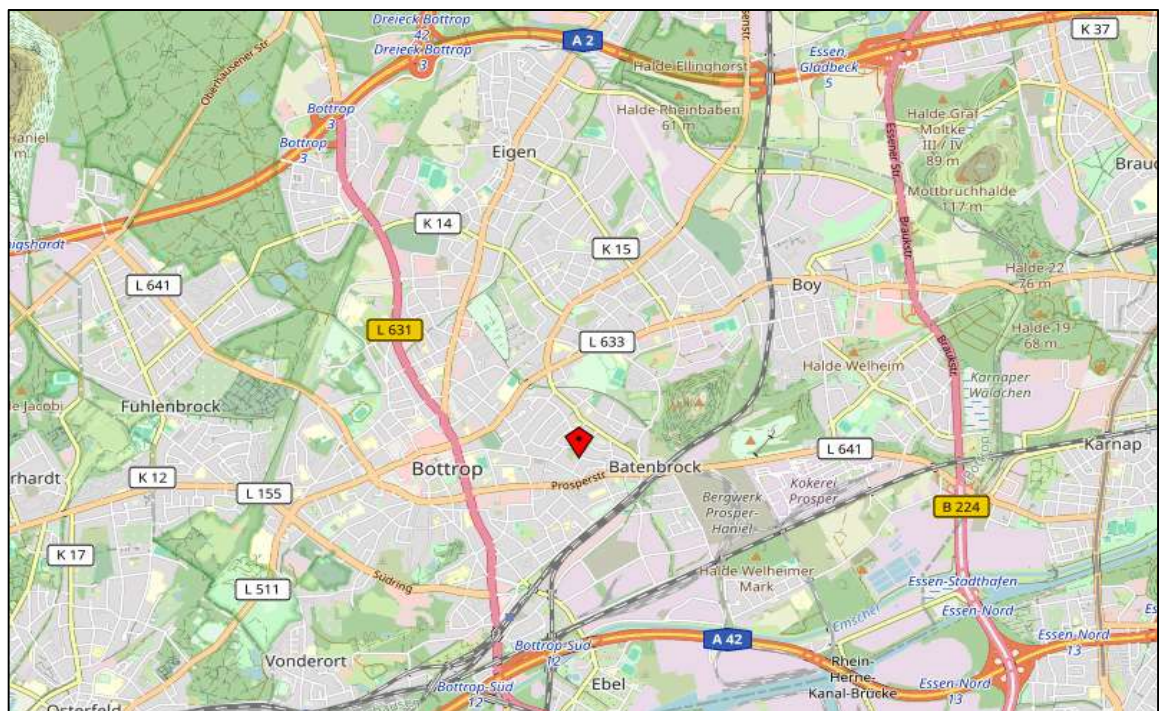 Dreieck Bottrop
42
Dreieck Bottrop
3
A 2
Essen
Gladbeck
5
K 37
Oberhausener Str.
Halde Ellinghorst
Halde Rheinbaben
61 m
Bottrop
3
Bottrop
3
Halde Graf
Moltke
III / IV
89 m
Eigen
Essener Str.
Mottbruchhalde
117 m
K 14
K 15
Braukstr.
L 641
Boy
Halde 22
76 m
L 631
L 633
Halde 19
68 m
Braukstr.
Halde Welheim
Karnaper
Wäldchen
Fuhlenbrock
Karnap
Bottrop
Batenbrock
L 641
K 12
Prosperstr.
L 155
Bergwerk
Prosper-
Haniel
Kokerei
Prosper
B 224
K 17
Halde Welheimer
Mark
Südring
L 511
Essen-Stadthafen
Essen-Nord
Emscher
Bottrop-Süd
12
A 42
Essen-Nord
13
Vonderort
Rhein-
Herne-
Kanal-Brücke
Ebel
Bottrop-Süd
12
Essen-Nord
13
Osterfeld